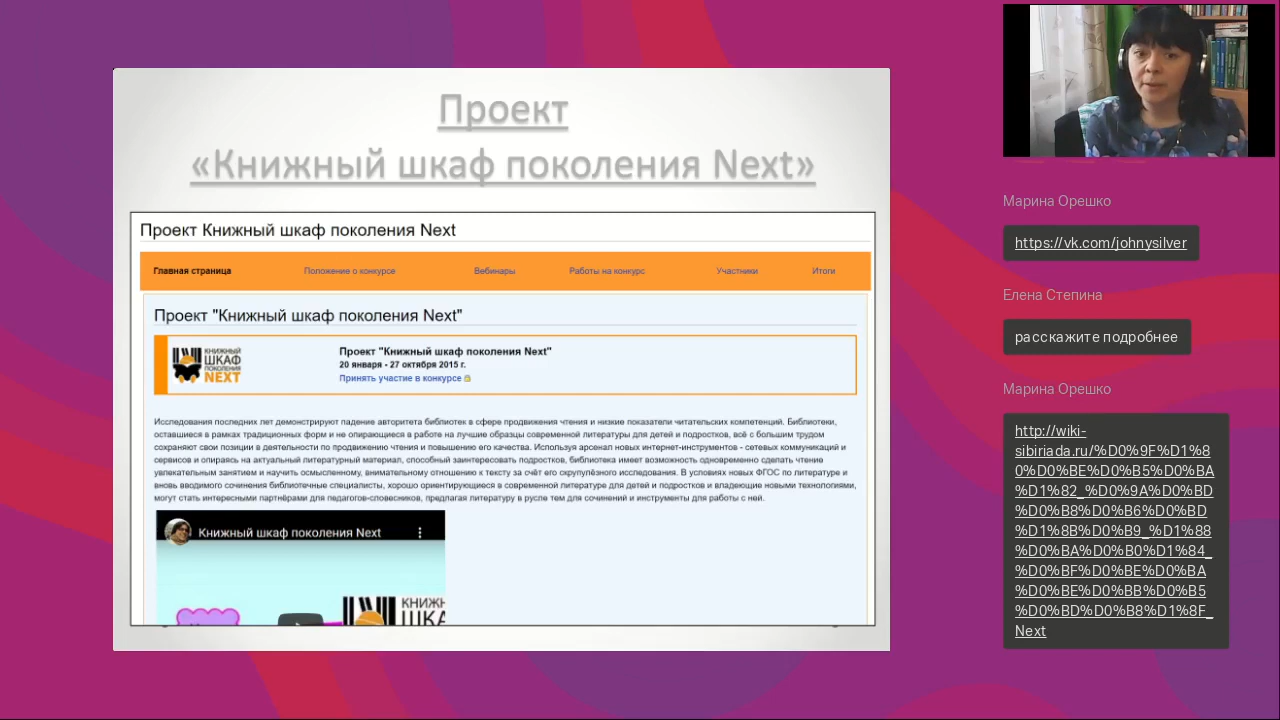 Проект
«Книжный шкаф поколения Next»
Проект Книжный шкаф поколения Next
Главная страница Положение о конкурсе Вебинары Работы на конкурс Участники Итоги
Проект "Книжный шкаф поколения Next"
КНИЖНЫЙ
ШКАФ
ПОКОЛЕНИЯ
NEXT
Проект "Книжный шкаф поколения Next"
20 января - 27 октября 2015 г.
Принять участие в конкурсе
Исследования последних лет демонстрируют падение авторитета библиотек в сфере продвижения чтения и низкие показатели читательских компетенций. Библиотеки,
оставшиеся в рамках традиционных форм и не опирающиеся в работе на лучшие образцы современной литературы для детей и подростков, всё с большим трудом
сохраняют свои позиции в деятельности по продвижению чтения и повышению его качества. Используя арсенал новых интернет-инструментов - сетевых коммуникаций и
сервисов и опираясь на актуальный литературный материал, способный заинтересовать подростков, библиотека имеет возможность одновременно сделать чтение
увлекательным занятием и научить осмысленному, внимательному отношению к тексту за счёт его скрупулёзного исследования. В условиях новых ФГОС по литературе и
вновь вводимого сочинения библиотечные специалисты, хорошо ориентирующиеся в современной литературе для детей и подростков и владеющие новыми технологиями,
могут стать интересными партнёрами для педагогов-словесников, предлагая литературу в русле тем для сочинений и инструменты для работы с ней.
Книжный шкаф поколения Next
КНИЖН
ШКА
Марина Орешко
https://vk.com/johnysilver
Елена Степина
расскажите подробнее
Марина Орешко
http://wiki-
sibiriada.ru/%D0%9F%D1%8
0%D0%BE%D0%B5%D0%BA
%D1%82_%D0%9A%D0%BD
%D0%B8%D0%B6%D0%BD
%D1%8B%D0%B9_%D1%88
%D0%BA%D0%B0%D1%84_
%D0%BF%D0%BE%D0%BA
%D0%BE%D0%BB%D0%B5
%D0%BD%D0%B8%D1%8F_
Next